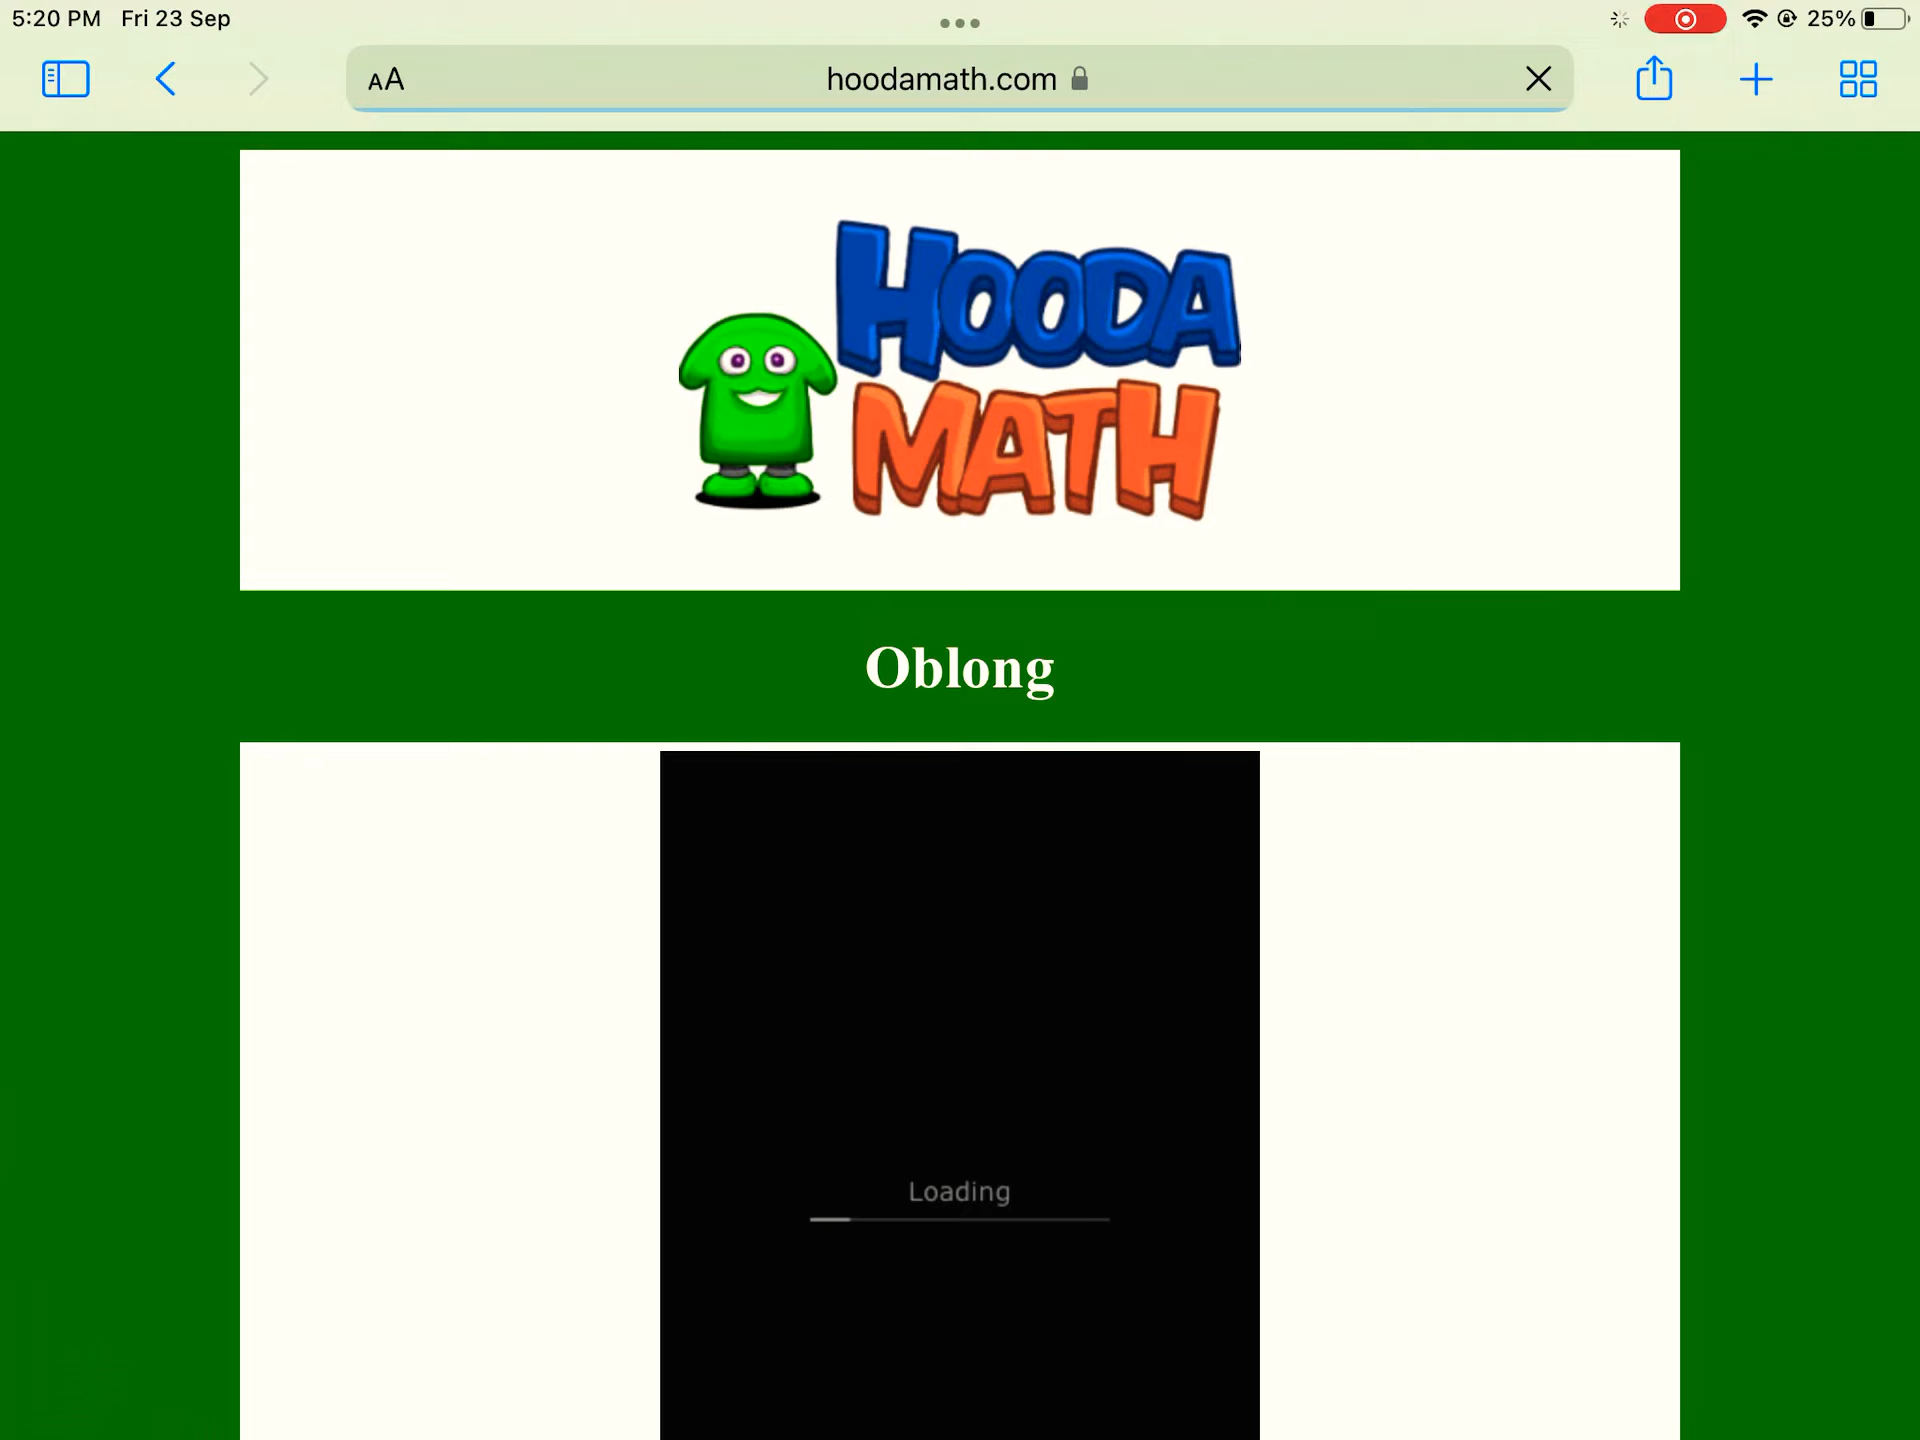 5:20 PM Fri 23 Sep
25%
AA hoodamath.com
HOODA
MATH
Oblong
Loading